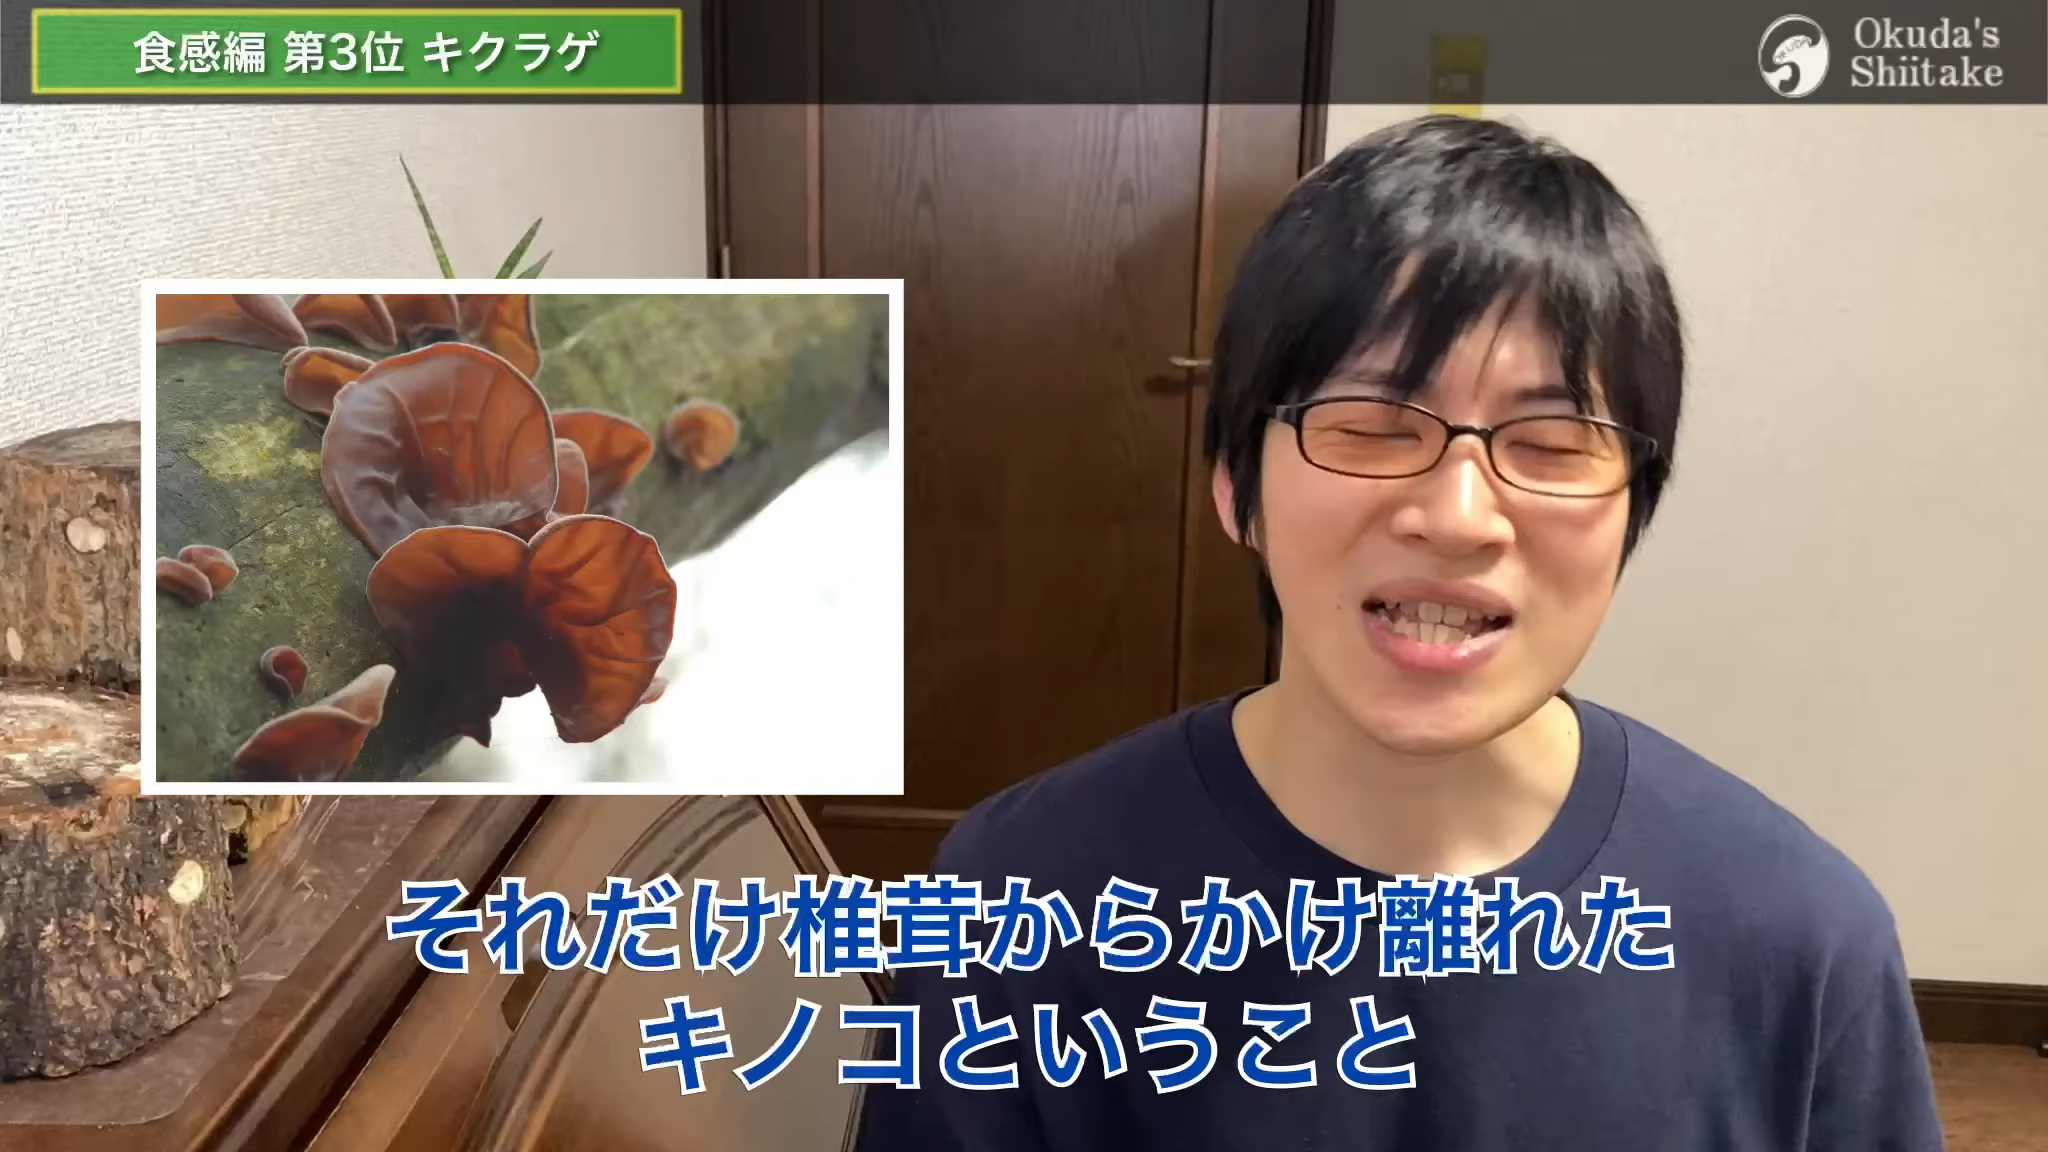 食感編 第3位 キクラゲ
Okuda's
Shiitake
それだけ椎茸からかけ離れた
キノコということ